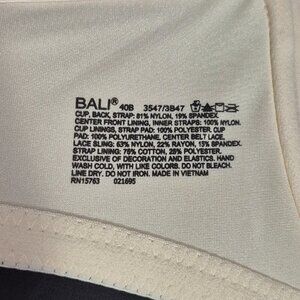 BALI® 40B 3547/3B47
CUP, BACK, STRAP: 81% NYLON, 19% SPANDEX.
CENTER FRONT LINING, INNER STRAPS: 100% NYLON.
CUP LININGS, STRAP PAD: 100% POLYESTER. CUP
PAD: 100% POLYURETHANE. CENTER BELT LACE,
LACE SLING: 63% NYLON, 22% RAYON, 15% SPANDEX.
STRAP LINING: 75% COTTON, 25% POLYESTER.
EXCLUSIVE OF DECORATION AND ELASTICS. HAND
WASH COLD, WITH LIKE COLORS. DO NOT BLEACH.
LINE DRY. DO NOT IRON. MADE IN VIETNAM
RN15763 021695